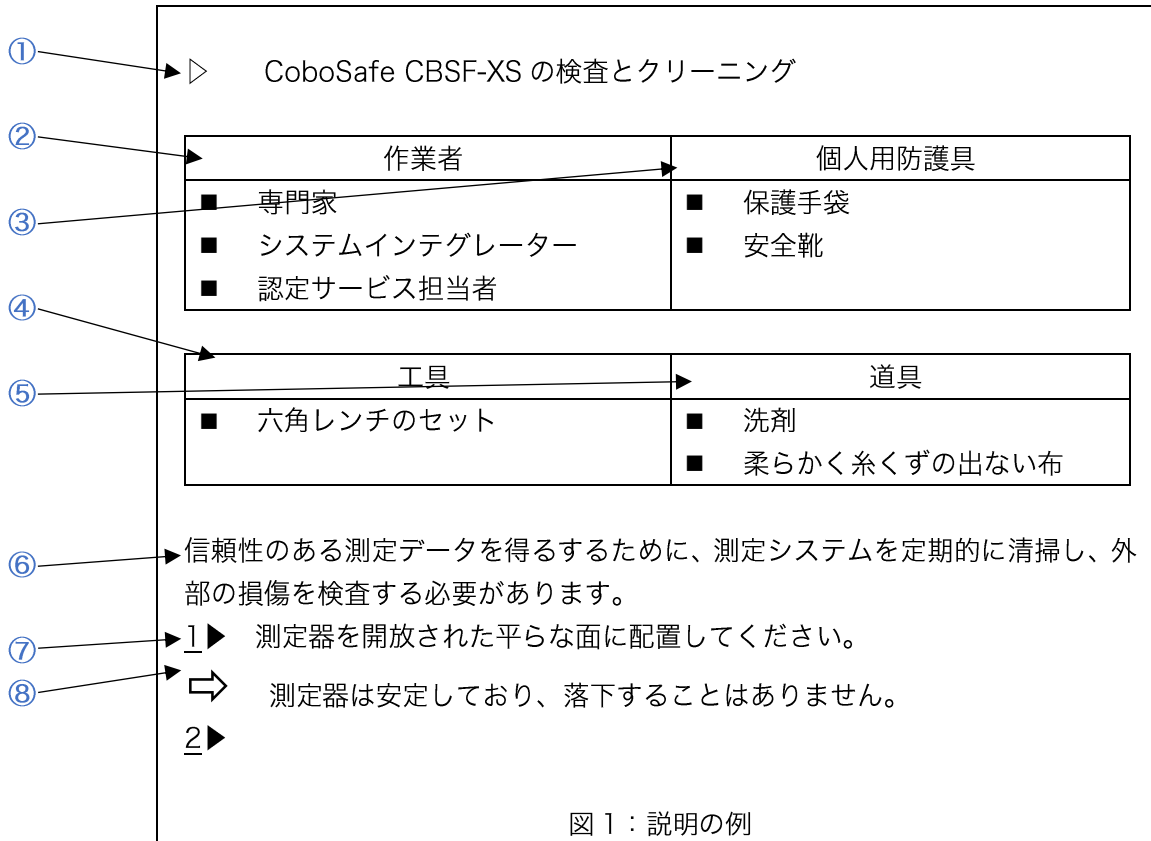 ① ▷ CoboSafe CBSF-XS の検査とクリーニング
② 作業者 個人用防護具
③ ■ 専門家 ■ 保護手袋
■ システムインテグレーター ■ 安全靴
■ 認定サービス担当者
④
工具 道具
⑤
■ 六角レンチのセット ■ 洗剤
■ 柔らかく糸くずの出ない布
⑥ 信頼性のある測定データを得るするために、測定システムを定期的に清掃し、外
部の損傷を検査する必要があります。
⑦ 1▶ 測定器を開放された平らな面に配置してください。
⑧ ⇨ 測定器は安定しており、落下することはありません。
2▶
図 1：説明の例